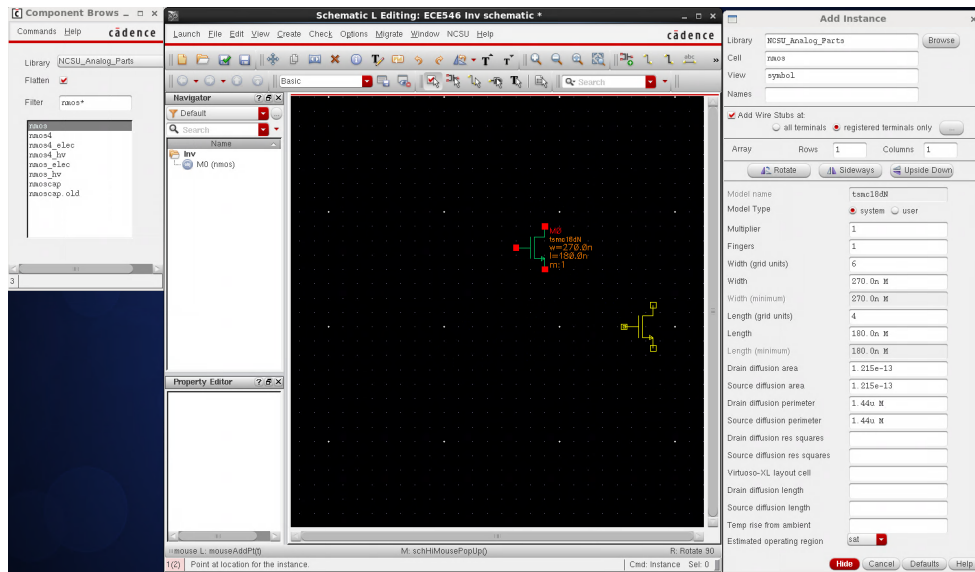 Component Brows
Commands Help cādence
Library NCSU_Analog_Parts
Flatten
Filter nmos*
nmos
nmos4
nmos4_elec
nmos4_hv
nmos_elec
nmos_hv
nmoscap
nmoscap.old
3
Schematic L Editing: ECE546 Inv schematic *
Launch File Edit View Create Check Options Migrate Window NCSU Help cādence
abc
»
Basic
Search
Navigator
Default
Search
Name
Inv
M0 (nmos)
Property Editor
M0
tsmc18dN
w=270.0n
l=180.0n
m:1
mouse L: mouseAddPt(t) M: schHiMousePopUp() R: Rotate 90
1(2) Point at location for the instance. Cmd: Instance Sel: 0
Add Instance
Library NCSU_Analog_Parts Browse
Cell nmos
View symbol
Names
Add Wire Stubs at:
all terminals registered terminals only ...
Array Rows 1 Columns 1
Rotate Sideways Upside Down
Model name tsmc18dN
Model Type system user
Multiplier 1
Fingers 1
Width (grid units) 6
Width 270.0n M
Width (minimum) 270.0n M
Length (grid units) 4
Length 180.0n M
Length (minimum) 180.0n M
Drain diffusion area 1.215e-13
Source diffusion area 1.215e-13
Drain diffusion perimeter 1.44u M
Source diffusion perimeter 1.44u M
Drain diffusion res squares
Source diffusion res squares
Virtuoso-XL layout cell
Drain diffusion length
Source diffusion length
Temp rise from ambient
Estimated operating region sat
Hide Cancel Defaults Help